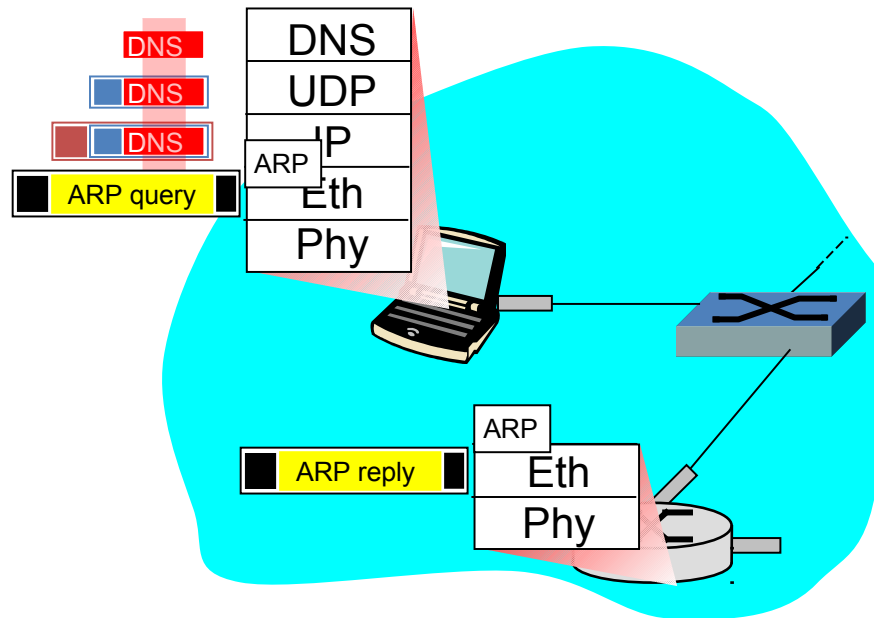 DNS
DNS
DNS
ARP query
DNS
UDP
IP
ARP
Eth
Phy
ARP
ARP reply
Eth
Phy